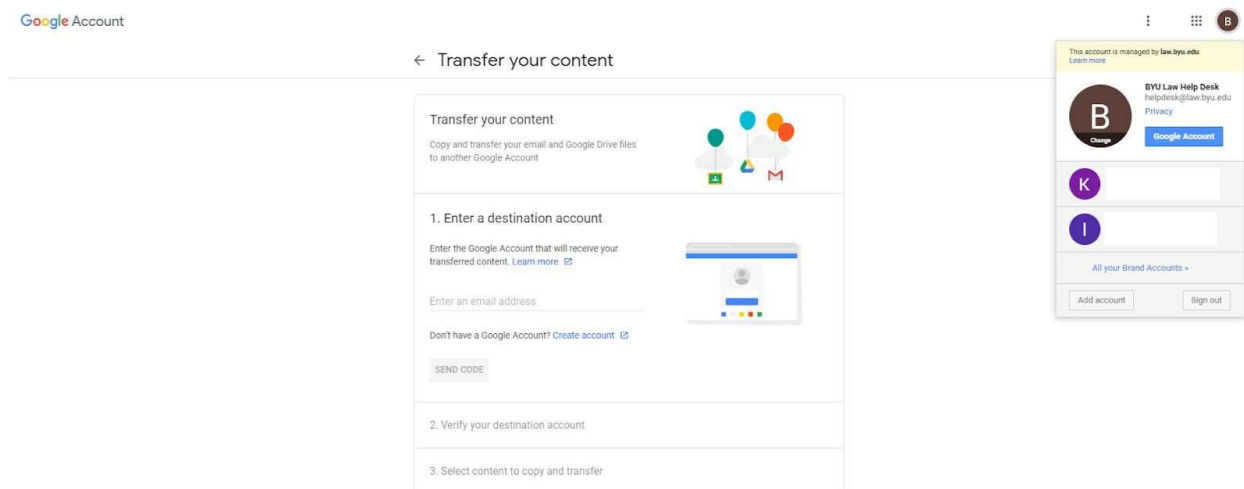 Google Account
B
Transfer your content
This account is managed by law.byu.edu.
Learn more
B
Change
BYU Law Help Desk
helpdesk@law.byu.edu
Privacy
Google Account
K
I
All your Brand Accounts »
Add account
Sign out
Transfer your content
Copy and transfer your email and Google Drive files
to another Google Account
1. Enter a destination account
Enter the Google Account that will receive your
transferred content. Learn more
Enter an email address
Don't have a Google Account? Create account
SEND CODE
2. Verify your destination account
3. Select content to copy and transfer